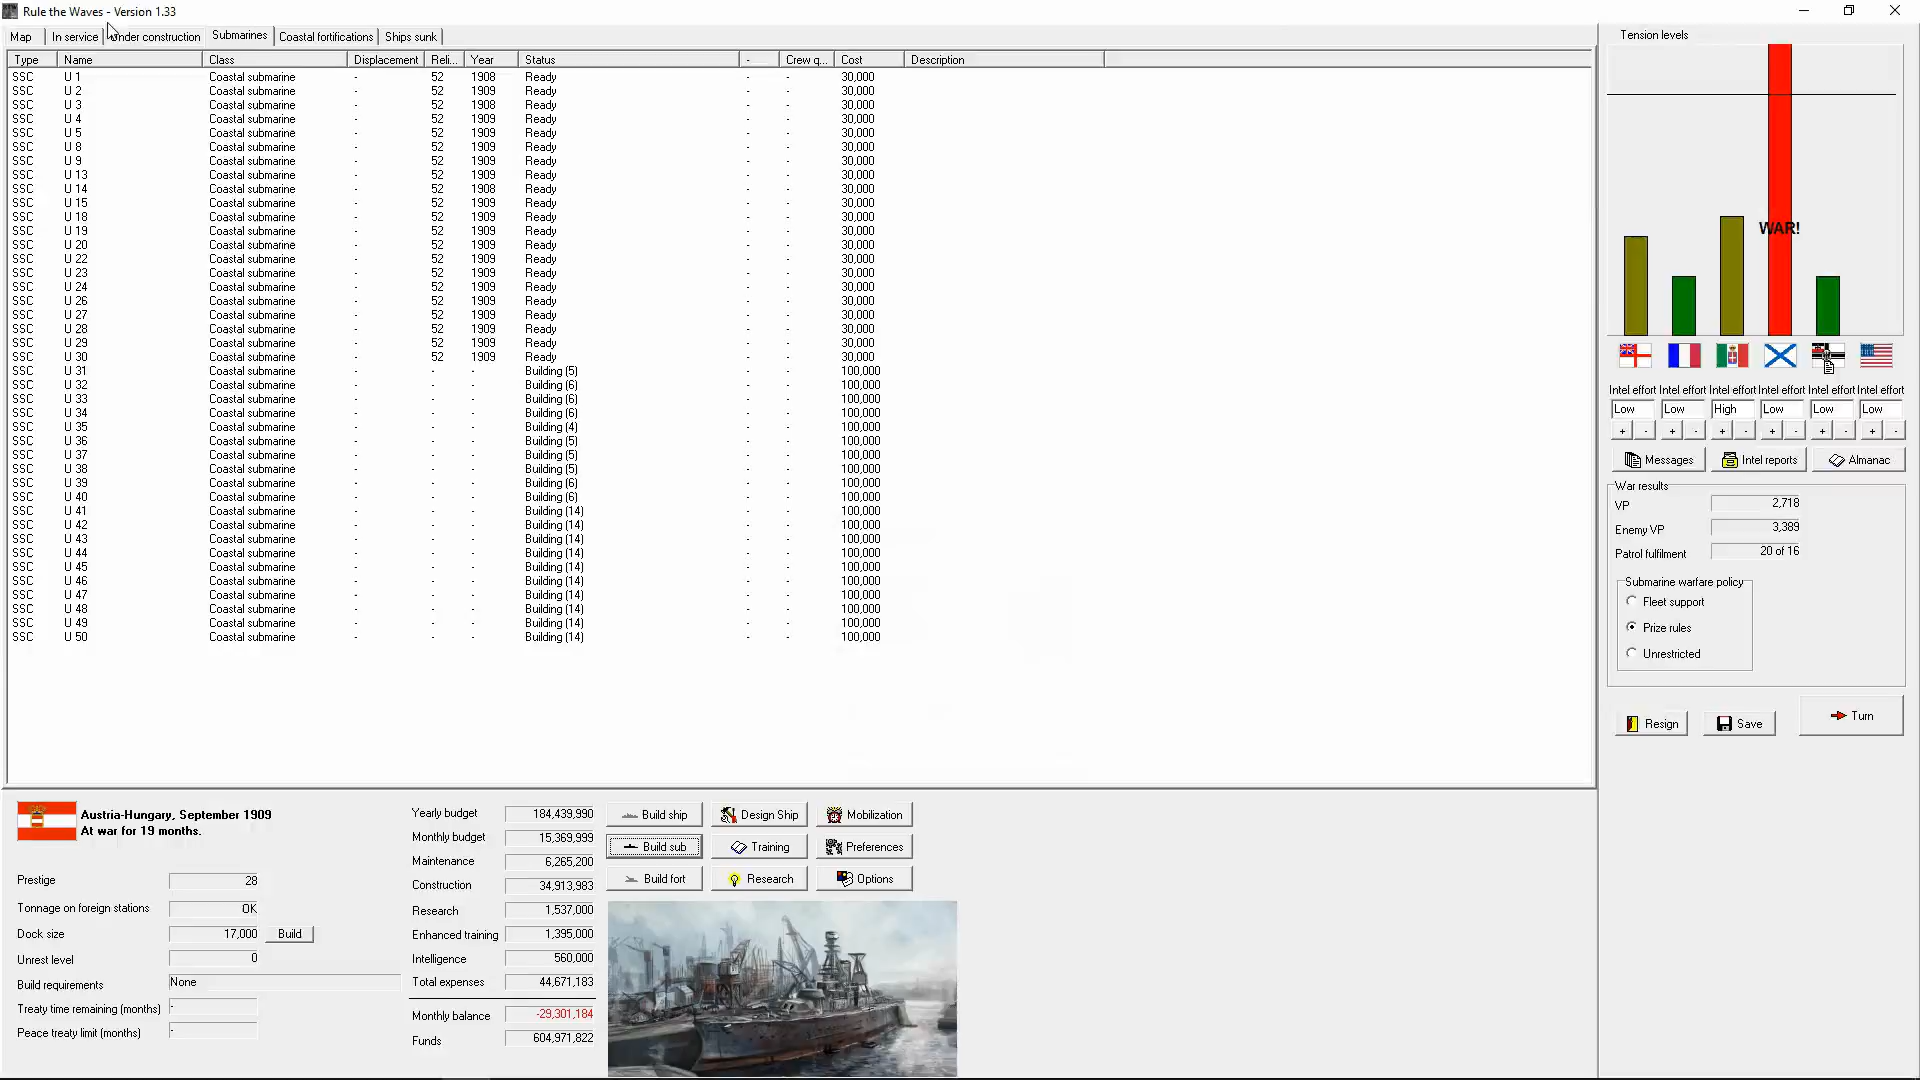 Rule the Waves - Version 1.33
Map In service Under construction Submarines Coastal fortifications Ships sunk
Type Name Class Displacement Reli... Year Status - Crew q... Cost Description
SSC U 1 Coastal submarine - 52 1908 Ready - - 30,000
SSC U 2 Coastal submarine - 52 1909 Ready - - 30,000
SSC U 3 Coastal submarine - 52 1908 Ready - - 30,000
SSC U 4 Coastal submarine - 52 1909 Ready - - 30,000
SSC U 5 Coastal submarine - 52 1909 Ready - - 30,000
SSC U 8 Coastal submarine - 52 1909 Ready - - 30,000
SSC U 9 Coastal submarine - 52 1909 Ready - - 30,000
SSC U 13 Coastal submarine - 52 1909 Ready - - 30,000
SSC U 14 Coastal submarine - 52 1908 Ready - - 30,000
SSC U 15 Coastal submarine - 52 1909 Ready - - 30,000
SSC U 18 Coastal submarine - 52 1909 Ready - - 30,000
SSC U 19 Coastal submarine - 52 1909 Ready - - 30,000
SSC U 20 Coastal submarine - 52 1909 Ready - - 30,000
SSC U 22 Coastal submarine - 52 1909 Ready - - 30,000
SSC U 23 Coastal submarine - 52 1909 Ready - - 30,000
SSC U 24 Coastal submarine - 52 1909 Ready - - 30,000
SSC U 26 Coastal submarine - 52 1909 Ready - - 30,000
SSC U 27 Coastal submarine - 52 1909 Ready - - 30,000
SSC U 28 Coastal submarine - 52 1909 Ready - - 30,000
SSC U 29 Coastal submarine - 52 1909 Ready - - 30,000
SSC U 30 Coastal submarine - 52 1909 Ready - - 30,000
SSC U 31 Coastal submarine - - - Building (5) - - 100,000
SSC U 32 Coastal submarine - - - Building (6) - - 100,000
SSC U 33 Coastal submarine - - - Building (6) - - 100,000
SSC U 34 Coastal submarine - - - Building (6) - - 100,000
SSC U 35 Coastal submarine - - - Building (4) - - 100,000
SSC U 36 Coastal submarine - - - Building (5) - - 100,000
SSC U 37 Coastal submarine - - - Building (5) - - 100,000
SSC U 38 Coastal submarine - - - Building (5) - - 100,000
SSC U 39 Coastal submarine - - - Building (6) - - 100,000
SSC U 40 Coastal submarine - - - Building (6) - - 100,000
SSC U 41 Coastal submarine - - - Building (14) - - 100,000
SSC U 42 Coastal submarine - - - Building (14) - - 100,000
SSC U 43 Coastal submarine - - - Building (14) - - 100,000
SSC U 44 Coastal submarine - - - Building (14) - - 100,000
SSC U 45 Coastal submarine - - - Building (14) - - 100,000
SSC U 46 Coastal submarine - - - Building (14) - - 100,000
SSC U 47 Coastal submarine - - - Building (14) - - 100,000
SSC U 48 Coastal submarine - - - Building (14) - - 100,000
SSC U 49 Coastal submarine - - - Building (14) - - 100,000
SSC U 50 Coastal submarine - - - Building (14) - - 100,000
Tension levels
WAR!
Intel effort Intel effort Intel effort Intel effort Intel effort Intel effort
Low Low High Low Low Low
+ - + - + - + - + - + -
Messages Intel reports Almanac
War results
VP 2,718
Enemy VP 3,389
Patrol fulfilment 20 of 16
Submarine warfare policy
Fleet support
Prize rules
Unrestricted
Resign Save Turn
Austria-Hungary, September 1909
At war for 19 months.
Prestige 28
Tonnage on foreign stations OK
Dock size 17,000 Build
Unrest level 0
Build requirements None
Treaty time remaining (months) -
Peace treaty limit (months) -
Yearly budget 184,439,990
Monthly budget 15,369,999
Maintenance 6,265,200
Construction 34,913,983
Research 1,537,000
Enhanced training 1,395,000
Intelligence 560,000
Total expenses 44,671,183
Monthly balance -29,301,184
Funds 604,971,822
Build ship Design Ship Mobilization
Build sub Training Preferences
Build fort Research Options